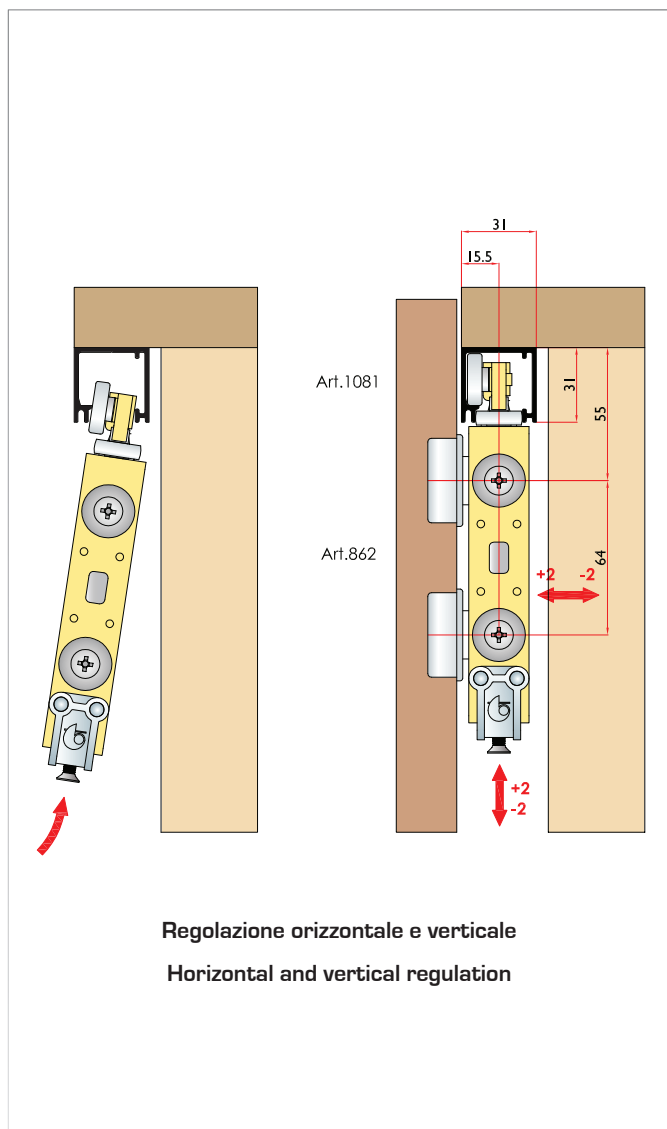 31
15.5
Art.1081
31
55
Art.862
64
+2 -2
+2
-2
Regolazione orizzontale e verticale
Horizontal and vertical regulation